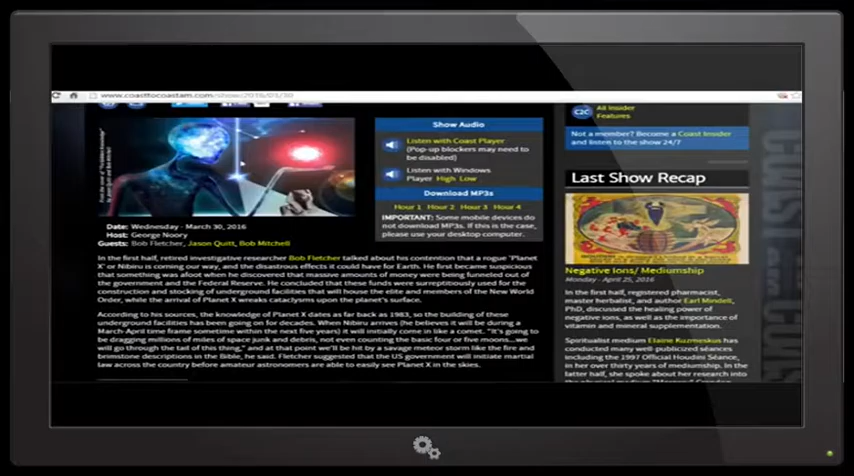 www.coasttocoastam.com/show/2016/03/30
All Insider
Features
C2C
Not a member? Become a Coast Insider
and listen to the show 24/7
Show Audio
Listen with Coast Player
(Pop-up blockers may need to
be disabled)
Listen with Windows
Player High Low
Download MP3s
Hour 1 Hour 2 Hour 3 Hour 4
IMPORTANT: Some mobile devices do
not download MP3s. If this is the case,
please use your desktop computer.
Date: Wednesday - March 30, 2016
Host: George Noory
Guests: Bob Fletcher, Jason Quitt, Bob Mitchell
In the first half, retired investigative researcher Bob Fletcher talked about his contention that a rogue 'Planet
X' or Nibiru is coming our way, and the disastrous effects it could have for Earth. He first became suspicious
that something was afoot when he discovered that massive amounts of money were being funneled out of
the government and the Federal Reserve. He concluded that these funds were surreptitiously used for the
construction and stocking of underground facilities that will house the elite and members of the New World
Order, while the arrival of Planet X wreaks cataclysms upon the planet's surface.
According to his sources, the knowledge of Planet X dates as far back as 1983, so the building of these
underground facilities has been going on for decades. When Nibiru arrives (he believes it will be during a
March-April time frame sometime within the next five years) it will initially come in like a comet. "It's going to
be dragging millions of miles of space junk and debris, not even counting the basic four or five moons...we
will go through the tail of this thing," and at that point we'll be hit by a savage meteor storm like the fire and
brimstone descriptions in the Bible, he said. Fletcher suggested that the US government will initiate martial
law across the country before amateur astronomers are able to easily see Planet X in the skies.
Last Show Recap
Negative Ions/ Mediumship
Monday - April 25, 2016
In the first half, registered pharmacist,
master herbalist, and author Earl Mindell,
PhD, discussed the healing power of
negative ions, as well as the importance of
vitamin and mineral supplementation.
Spiritualist medium Elaine Kuzmeskus has
conducted many well-publicized séances
including the 1997 Official Houdini Séance,
in her over thirty years of mediumship. In the
latter half, she spoke about her research into
COAST